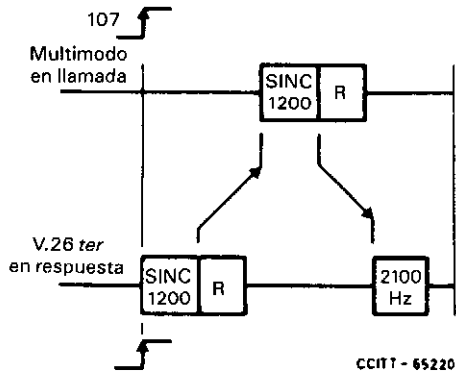 107
Multimodo
en llamada
SINC
1200
R
V.26 ter
en respuesta
SINC
1200
R
2100
Hz
CCITT - 65220